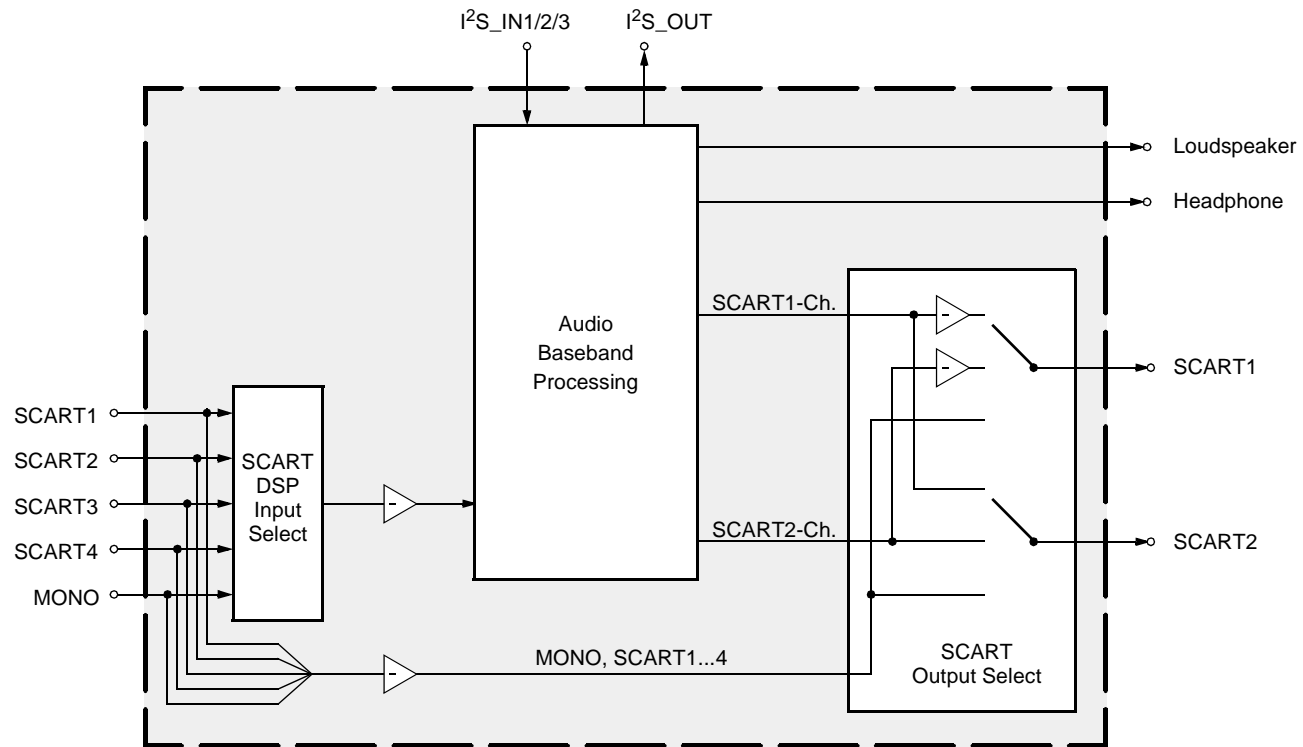 I²S_IN1/2/3
I²S_OUT
Loudspeaker
Headphone
SCART1-Ch.
Audio
Baseband
Processing
SCART1
SCART1
SCART2
SCART3
SCART4
MONO
SCART
DSP
Input
Select
-
-
-
-
SCART2-Ch.
SCART2
MONO, SCART1...4
SCART
Output Select